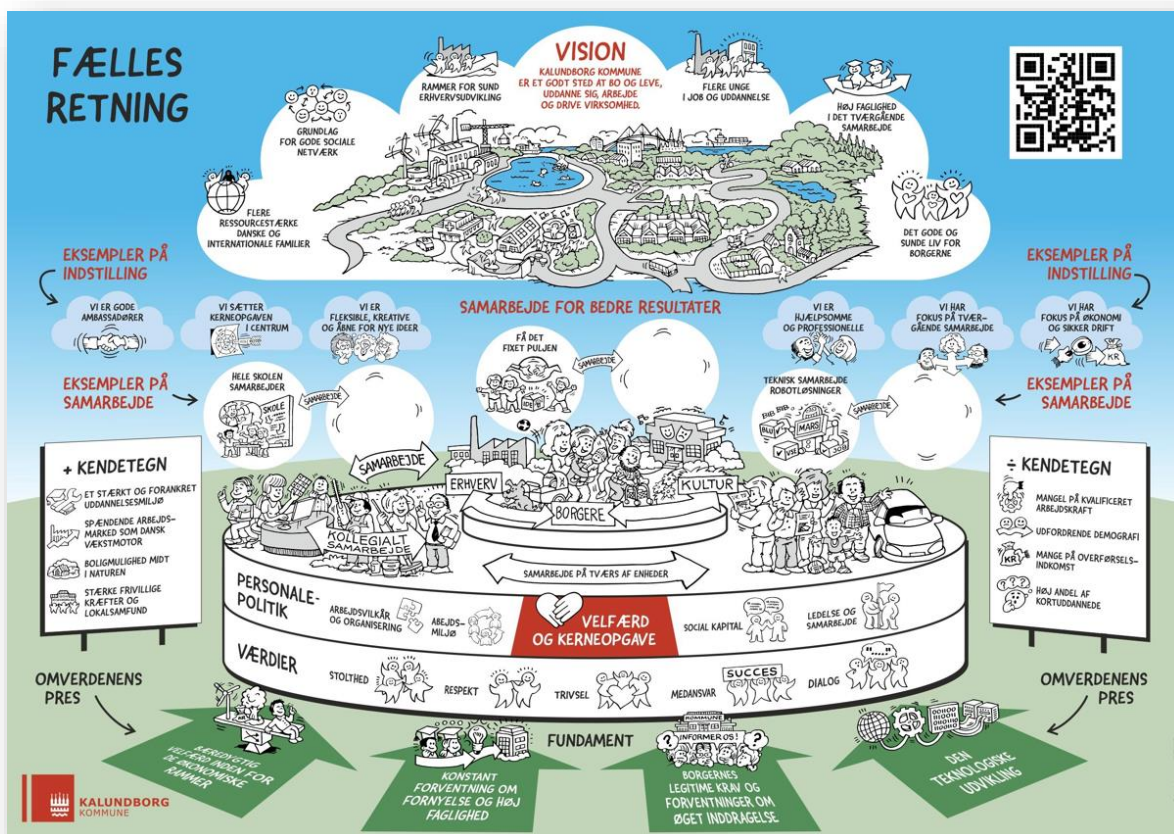 FÆLLES
RETNING
VISION
KALUNDBORG KOMMUNE
ER ET GODT STED AT BO OG LEVE,
UDDANNE SIG, ARBEJDE
OG DRIVE VIRKSOMHED.
RAMMER FOR SUND
ERHVERVSUDVIKLING
FLERE UNGE
I JOB OG UDDANNELSE
GRUNDLAG
FOR GODE SOCIALE
NETVÆRK
HØJ FAGLIGHED
I DET TVÆRGÅENDE
SAMARBEJDE
FLERE
RESSOURCESTÆRKE
DANSKE OG
INTERNATIONALE FAMILIER
DET GODE OG
SUNDE LIV FOR
BORGERNE
EKSEMPLER PÅ
INDSTILLING
EKSEMPLER PÅ
INDSTILLING
VI ER GODE
AMBASSADØRER
VI SÆTTER
KERNEOPGAVEN
I CENTRUM
VI ER
FLEKSIBLE, KREATIVE
OG ÅBNE FOR NYE IDEER
SAMARBEJDE FOR BEDRE RESULTATER
VI ER
HJÆLPSOMME
OG PROFESSIONELLE
VI HAR
FOKUS PÅ TVÆR-
GÅENDE SAMARBEJDE
VI HAR
FOKUS PÅ ØKONOMI
OG SIKKER DRIFT
KR
EKSEMPLER PÅ
SAMARBEJDE
HELE SKOLEN
SAMARBEJDER
SKOLE
SAMARBEJDE
FÅ DET
FIXET PULJEN
IDE
SAMARBEJDE
TEKNISK SAMARBEJDE
ROBOTLØSNINGER
MARS
SAMARBEJDE
EKSEMPLER PÅ
SAMARBEJDE
+ KENDETEGN
ET STÆRKT OG FORANKRET
UDDANNELSESMILJØ
SPÆNDENDE ARBEJDS-
MARKED SOM DANSK
VÆKSTMOTOR
BOLIGMULIGHED MIDT
I NATUREN
STÆRKE FRIVILLIGE
KRÆFTER OG
LOKALSAMFUND
÷ KENDETEGN
MANGEL PÅ KVALIFICERET
ARBEJDSKRAFT
UDFORDRENDE DEMOGRAFI
KR
MANGE PÅ OVERFØRSELS-
INDKOMST
HØJ ANDEL AF
KORTUDDANNEDE
SAMARBEJDE
ERHVERV
KULTUR
BORGERE
KOLLEGIALT
SAMARBEJDE
SAMARBEJDE PÅ TVÆRS AF ENHEDER
PERSONALE-
POLITIK
ARBEJDSVILKÅR
OG ORGANISERING
ABEJDS-
MILJØ
VELFÆRD
OG KERNEOPGAVE
SOCIAL KAPITAL
LEDELSE OG
SAMARBEJDE
VÆRDIER
STOLTHED
RESPEKT
TRIVSEL
MEDANSVAR
SUCCES
DIALOG
OMVERDENENS
PRES
OMVERDENENS
PRES
FUNDAMENT
BÆREDYGTIG
VELFÆRD INDEN FOR
DE ØKONOMISKE
RAMMER
KONSTANT
FORVENTNING OM
FORNYELSE OG HØJ
FAGLIGHED
KOMMUNE
INFORMER OS!
BORGERNES
LEGITIME KRAV OG
FORVENTNINGER OM
ØGET INDDRAGELSE
DEN
TEKNOLOGISKE
UDVIKLING
KALUNDBORG
KOMMUNE